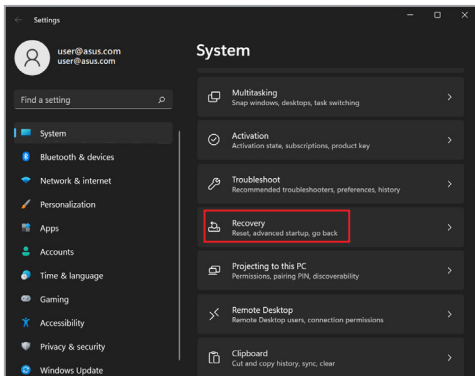 Settings
user@asus.com
user@asus.com
Find a setting
System
Bluetooth & devices
Network & internet
Personalization
Apps
Accounts
Time & language
Gaming
Accessibility
Privacy & security
Windows Update
System
Multitasking
Snap windows, desktops, task switching
Activation
Activation state, subscriptions, product key
Troubleshoot
Recommended troubleshooters, preferences, history
Recovery
Reset, advanced startup, go back
Projecting to this PC
Permissions, pairing PIN, discoverability
Remote Desktop
Remote Desktop users, connection permissions
Clipboard
Cut and copy history, sync, clear